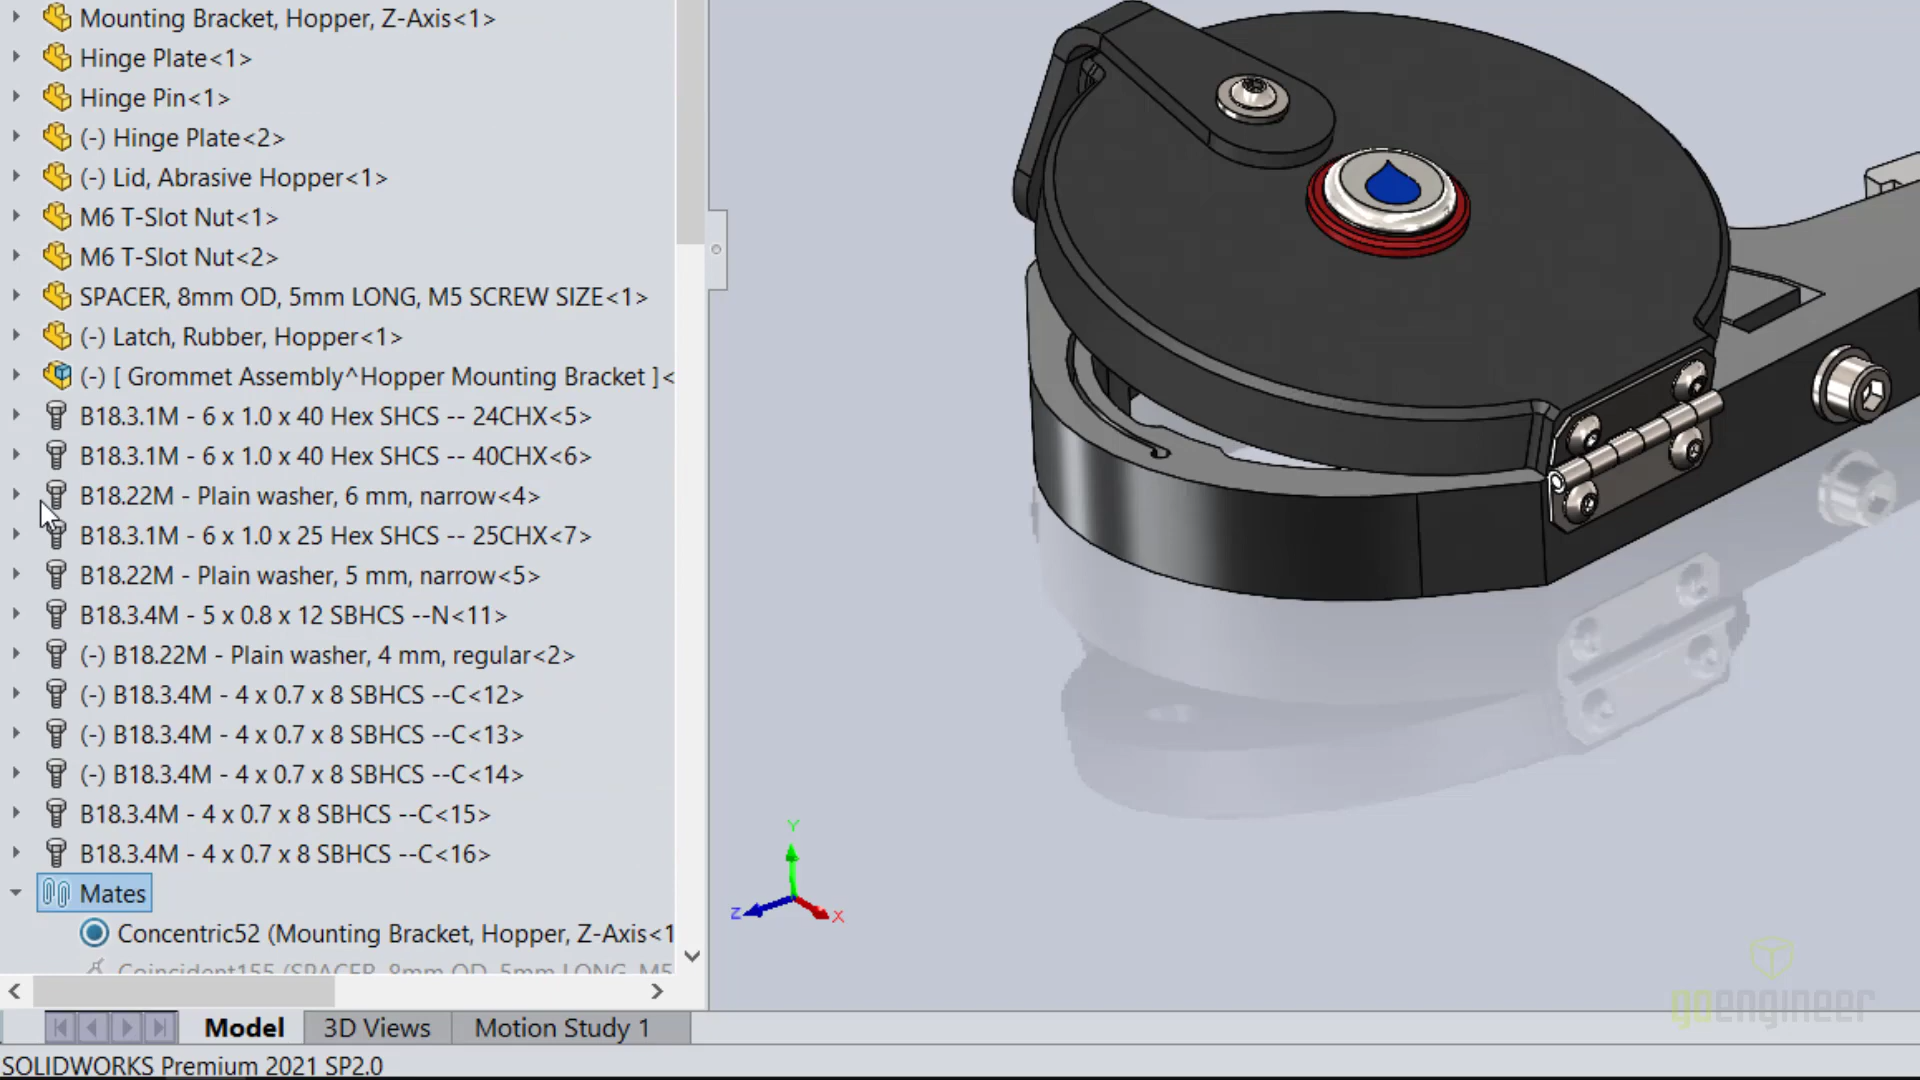 Mounting Bracket, Hopper, Z-Axis<1>
Hinge Plate<1>
Hinge Pin<1>
(-) Hinge Plate<2>
(-) Lid, Abrasive Hopper<1>
M6 T-Slot Nut<1>
M6 T-Slot Nut<2>
SPACER, 8mm OD, 5mm LONG, M5 SCREW SIZE<1>
(-) Latch, Rubber, Hopper<1>
(-) [ Grommet Assembly^Hopper Mounting Bracket ]<
B18.3.1M - 6 x 1.0 x 40 Hex SHCS -- 24CHX<5>
B18.3.1M - 6 x 1.0 x 40 Hex SHCS -- 40CHX<6>
B18.22M - Plain washer, 6 mm, narrow<4>
B18.3.1M - 6 x 1.0 x 25 Hex SHCS -- 25CHX<7>
B18.22M - Plain washer, 5 mm, narrow<5>
B18.3.4M - 5 x 0.8 x 12 SBHCS --N<11>
(-) B18.22M - Plain washer, 4 mm, regular<2>
(-) B18.3.4M - 4 x 0.7 x 8 SBHCS --C<12>
(-) B18.3.4M - 4 x 0.7 x 8 SBHCS --C<13>
(-) B18.3.4M - 4 x 0.7 x 8 SBHCS --C<14>
B18.3.4M - 4 x 0.7 x 8 SBHCS --C<15>
B18.3.4M - 4 x 0.7 x 8 SBHCS --C<16>
Mates
Concentric52 (Mounting Bracket, Hopper, Z-Axis<1
Coincident155 (SPACER, 8mm OD, 5mm LONG, M5
Y
Z
X
goengineer
Model
3D Views
Motion Study 1
SOLIDWORKS Premium 2021 SP2.0